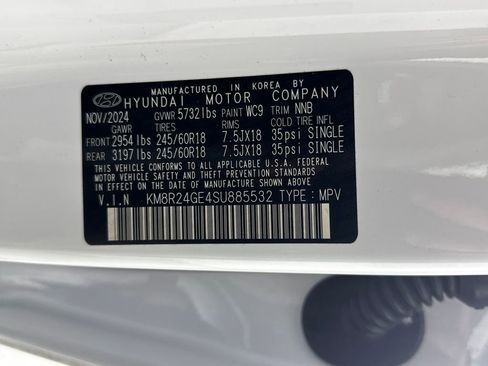 MANUFACTURED IN KOREA BY
HYUNDAI MOTOR COMPANY
NOV/2024 GVWR 5732lbs PAINT WC9 TRIM NNB
GAWR TIRES RIMS COLD TIRE INFL
FRONT 2954 lbs 245/60R18 7.5JX18 35psi SINGLE
REAR 3197 lbs 245/60R18 7.5JX18 35psi SINGLE
THIS VEHICLE CONFORMS TO ALL APPLICABLE U.S.A. FEDERAL
MOTOR VEHICLE SAFETY AND THEFT PREVENTION STANDARDS
IN EFFECT ON THE DATE OF MANUFACTURE SHOWN ABOVE.
V.I.N KM8R24GE4SU885532 TYPE : MPV